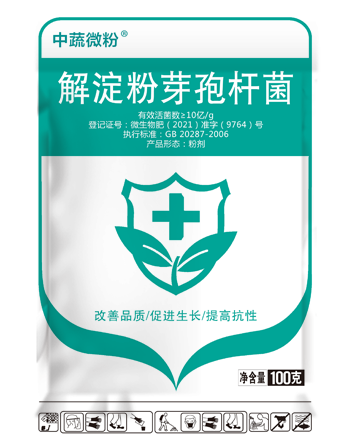 中蔬微粉®
解淀粉芽孢杆菌
有效活菌数≥10亿/g
登记证号：微生物肥（2021）准字（9764）号
执行标准：GB 20287-2006
产品形态：粉剂
改善品质/促进生长/提高抗性
净含量 100克